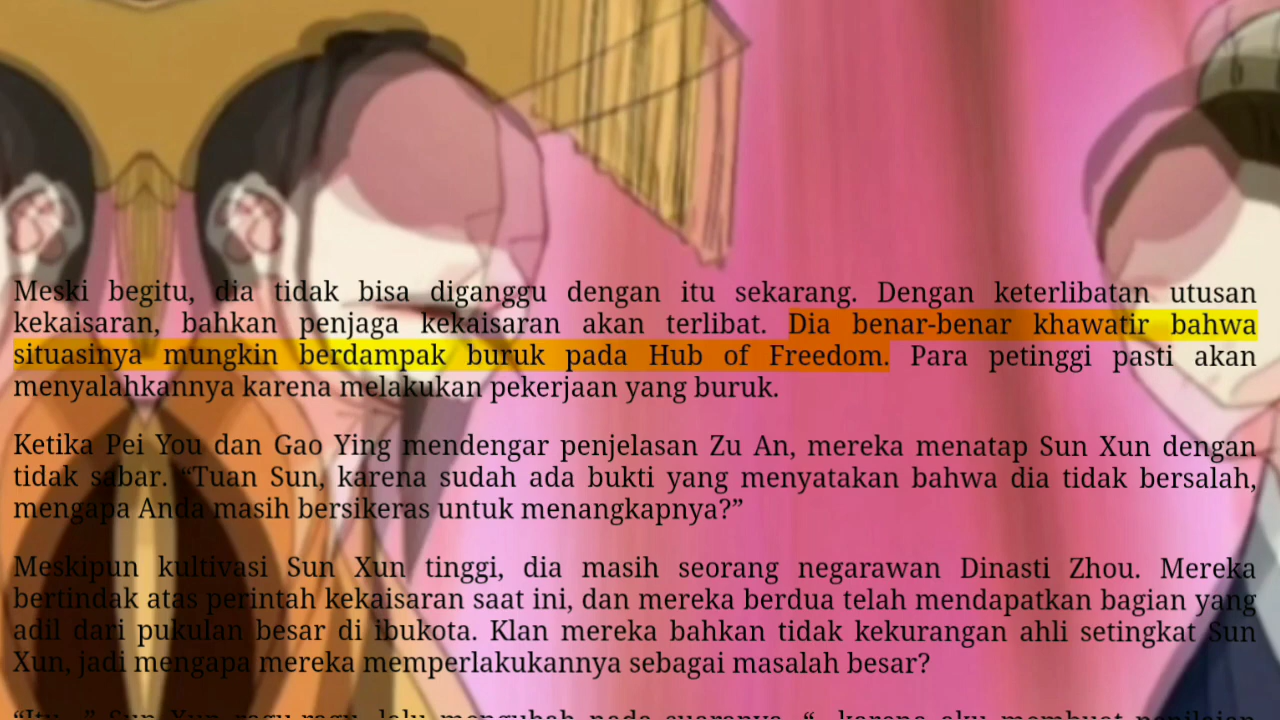 Meski begitu, dia tidak bisa diganggu dengan itu sekarang. Dengan keterlibatan utusan
kekaisaran, bahkan penjaga kekaisaran akan terlibat. Dia benar-benar khawatir bahwa
situasinya mungkin berdampak buruk pada Hub of Freedom. Para petinggi pasti akan
menyalahkannya karena melakukan pekerjaan yang buruk.
Ketika Pei You dan Gao Ying mendengar penjelasan Zu An, mereka menatap Sun Xun dengan
tidak sabar. “Tuan Sun, karena sudah ada bukti yang menyatakan bahwa dia tidak bersalah,
mengapa Anda masih bersikeras untuk menangkapnya?”
Meskipun kultivasi Sun Xun tinggi, dia masih seorang negarawan Dinasti Zhou. Mereka
bertindak atas perintah kekaisaran saat ini, dan mereka berdua telah mendapatkan bagian yang
adil dari pukulan besar di ibukota. Klan mereka bahkan tidak kekurangan ahli setingkat Sun
Xun, jadi mengapa mereka memperlakukannya sebagai masalah besar?